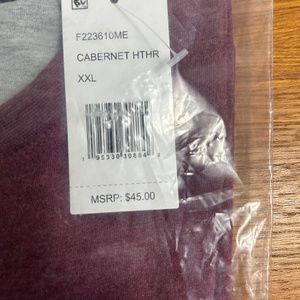 F223610ME
CABERNET HTHR
XXL
MSRP: $45.00